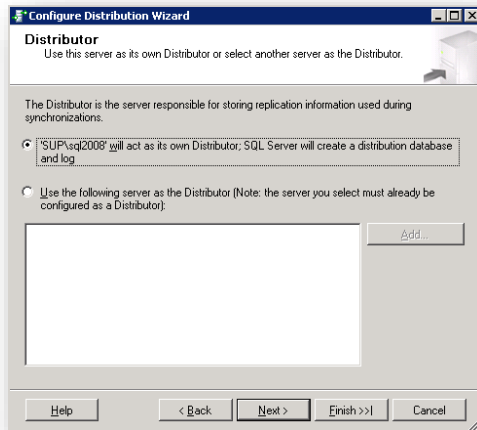 Configure Distribution Wizard
Distributor
Use this server as its own Distributor or select another server as the Distributor.
The Distributor is the server responsible for storing replication information used during
synchronizations.
'SUP\sql2008' will act as its own Distributor; SQL Server will create a distribution database
and log
Use the following server as the Distributor (Note: the server you select must already be
configured as a Distributor):
Add...
Help
< Back
Next >
Finish >>|
Cancel